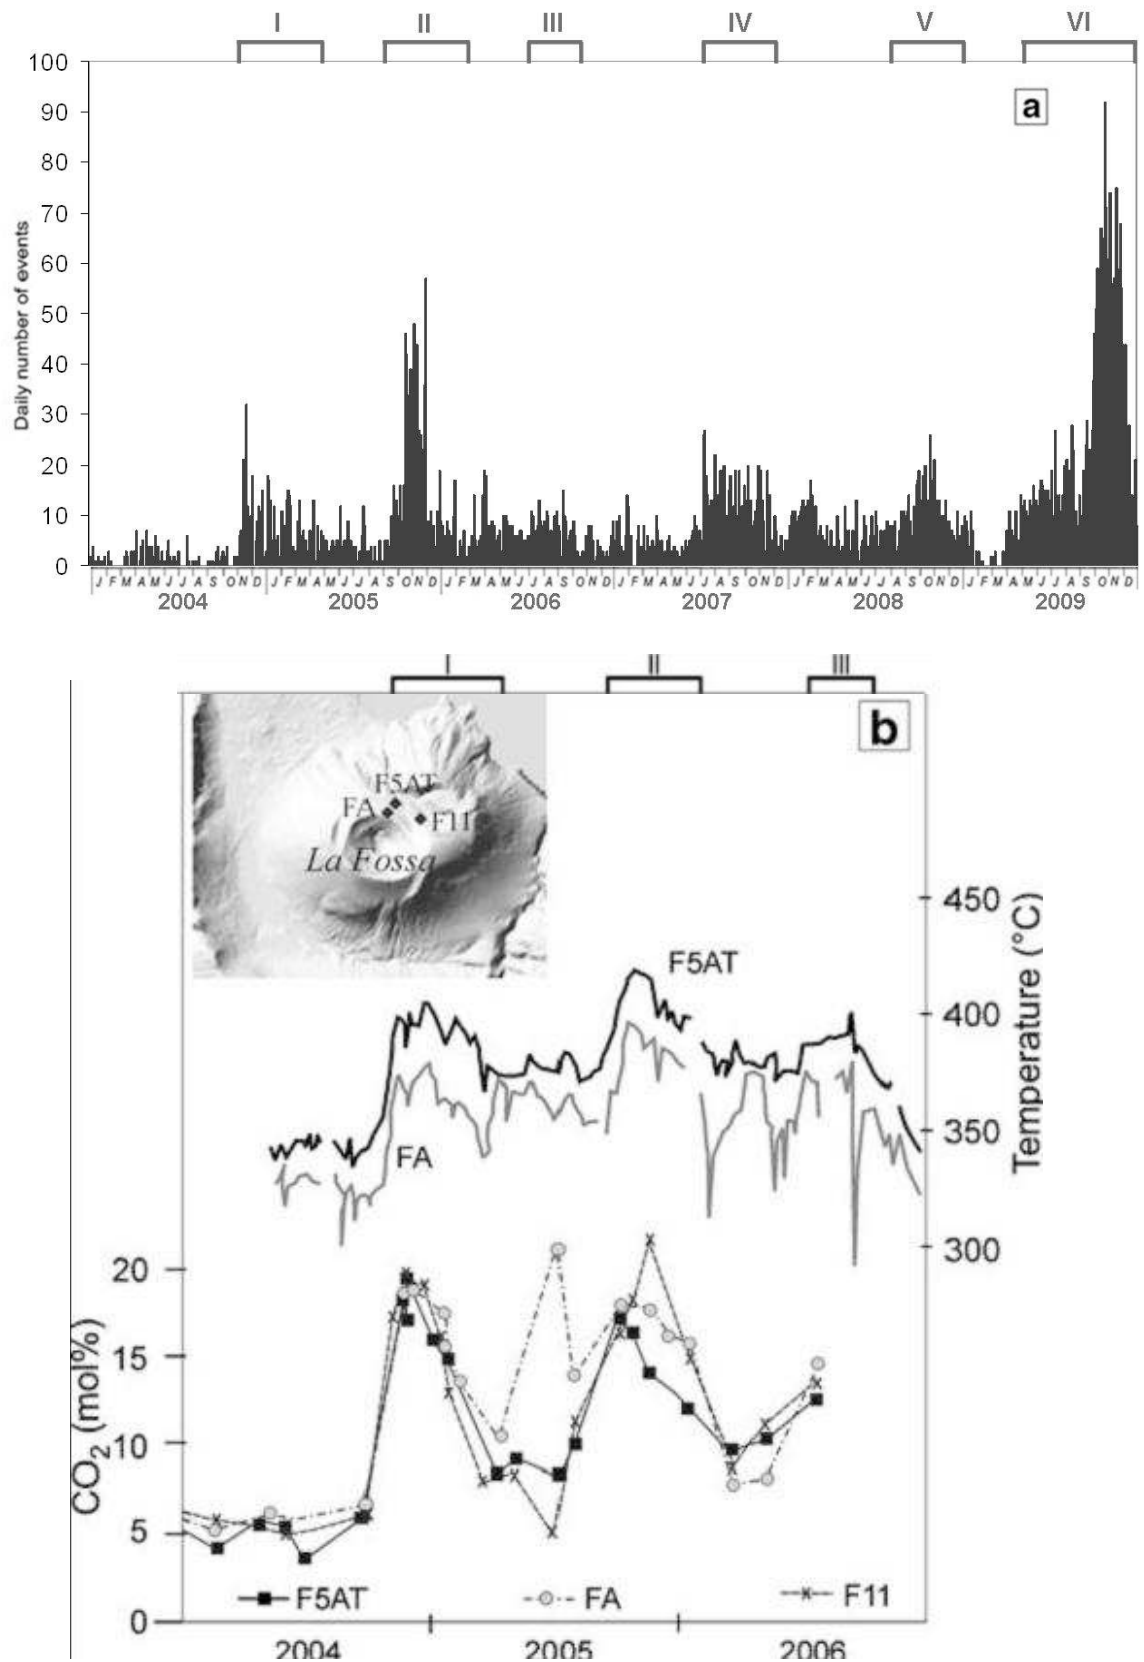 I II III IV V VI
a
Daily number of events
100
90
80
70
60
50
40
30
20
10
0
J F M A M J J A S O N D J F M A M J J A S O N D J F M A M J J A S O N D J F M A M J J A S O N D J F M A M J J A S O N D J F M A M J J A S O N D
2004 2005 2006 2007 2008 2009
I II III
b
F5AT
FA
F11
La Fossa
F5AT
FA
450
400
350
300
Temperature (°C)
20
15
10
5
0
CO₂ (mol%)
F5AT FA F11
2004 2005 2006